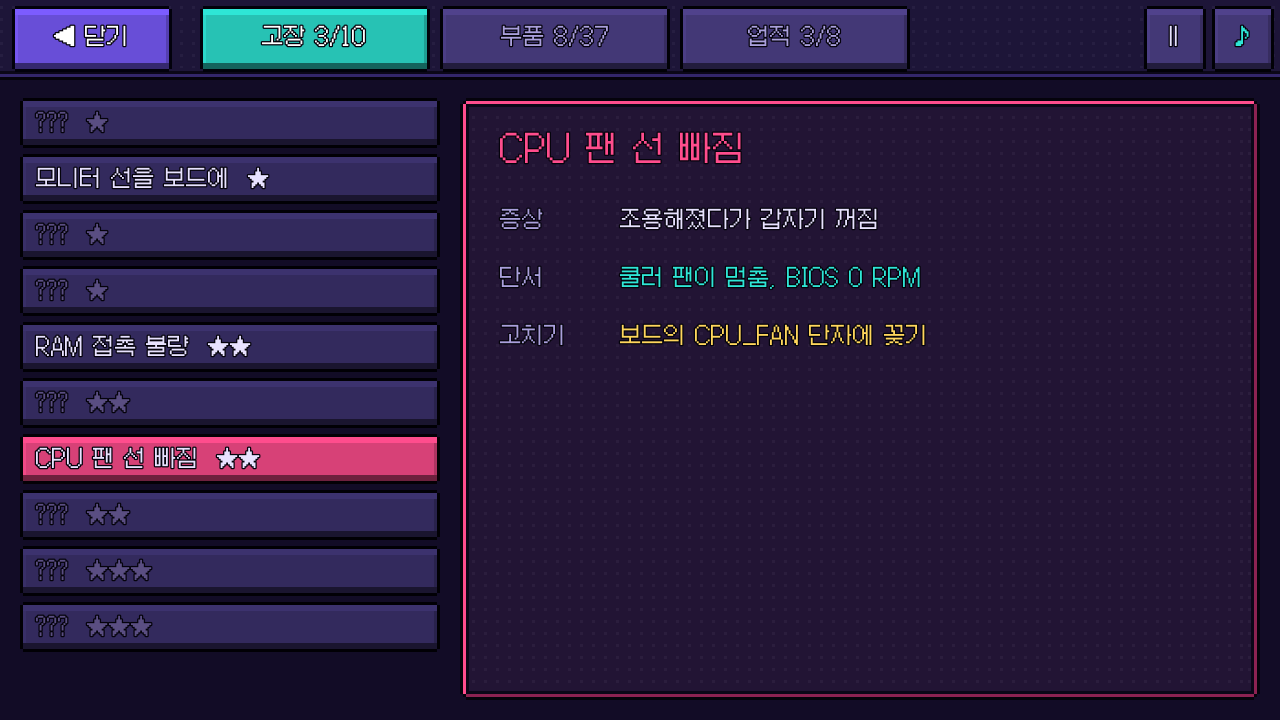 ◀ 닫기
고장 3/10
부품 8/37
업적 3/8
??? ★
모니터 선을 보드에 ★
??? ★
??? ★
RAM 접촉 불량 ★★
??? ★★
CPU 팬 선 빠짐 ★★
??? ★★
??? ★★★
??? ★★★
CPU 팬 선 빠짐
증상 조용해졌다가 갑자기 꺼짐
단서 쿨러 팬이 멈춤, BIOS 0 RPM
고치기 보드의 CPU_FAN 단자에 꽂기